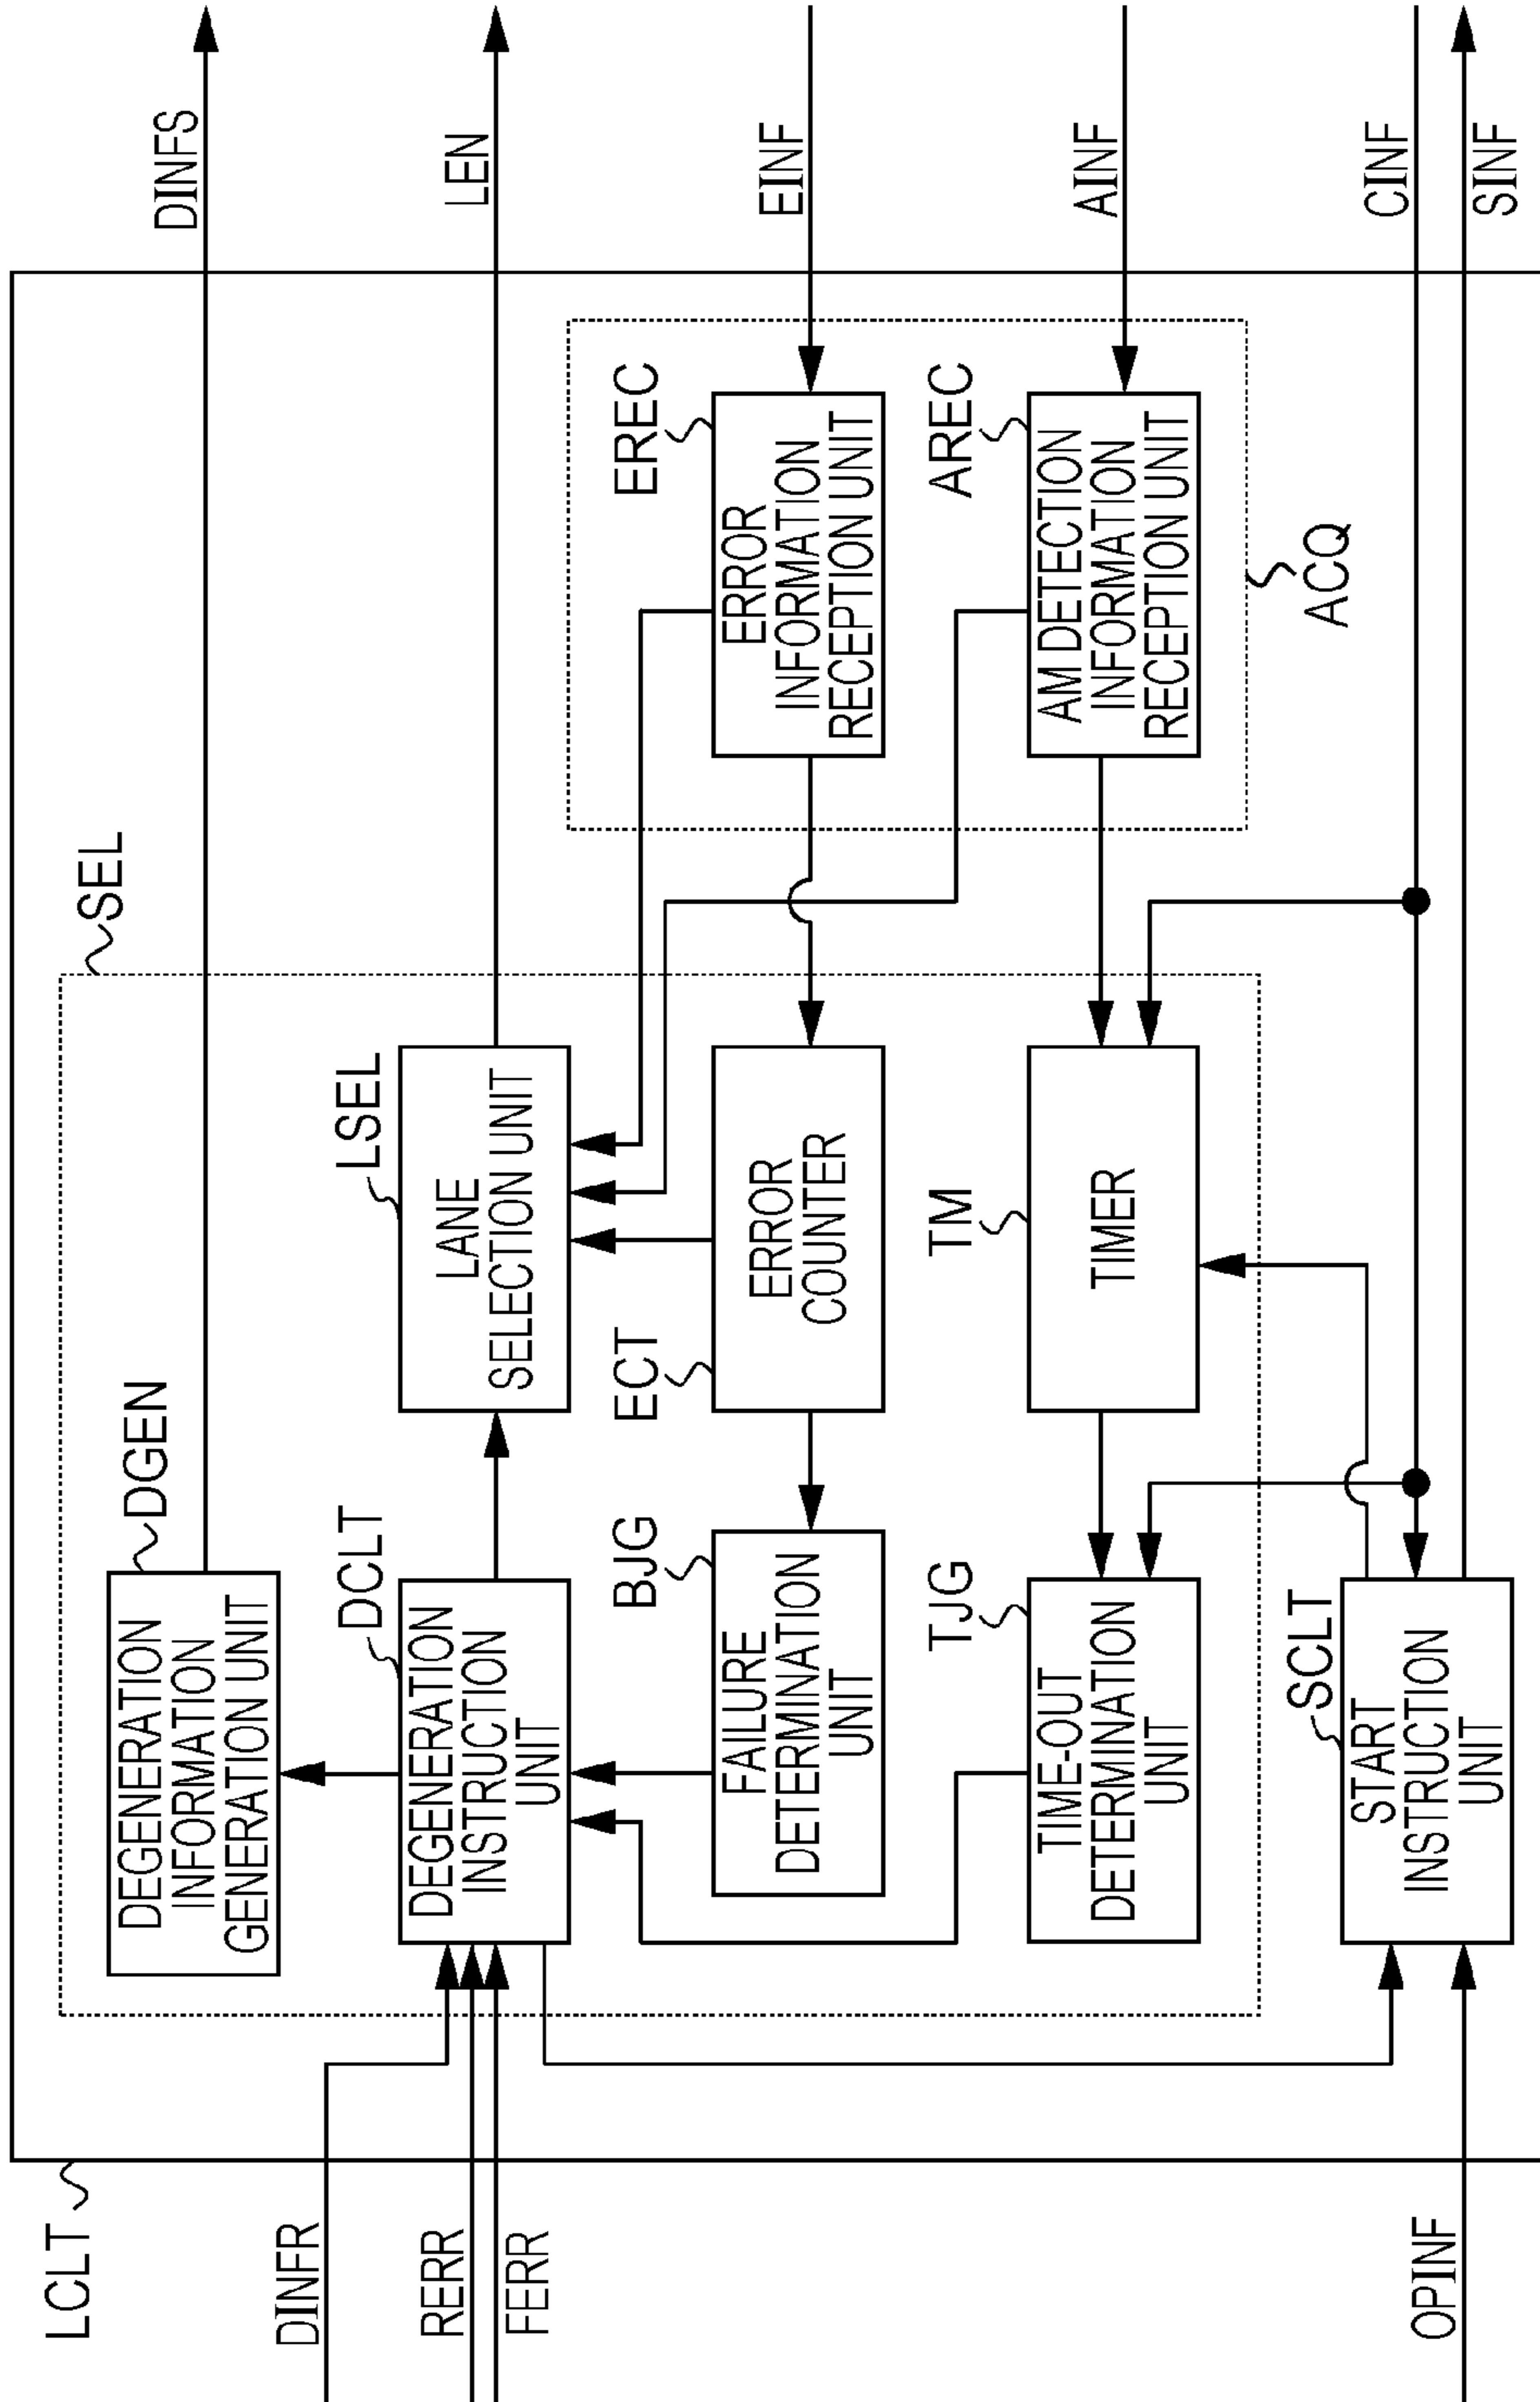 LCLT
DINFR
RERR
FERR
OPINF
SEL
DGEN
DEGENERATION
INFORMATION
GENERATION UNIT
DINFS
DCLT
DEGENERATION
INSTRUCTION
UNIT
LSEL
LANE
SELECTION UNIT
LEN
BJG
FAILURE
DETERMINATION
UNIT
ECT
ERROR
COUNTER
EREC
ERROR
INFORMATION
RECEPTION UNIT
EINF
TJG
TIME-OUT
DETERMINATION
UNIT
TM
TIMER
AREC
AM DETECTION
INFORMATION
RECEPTION UNIT
AINF
ACQ
SCLT
START
INSTRUCTION
UNIT
CINF
SINF